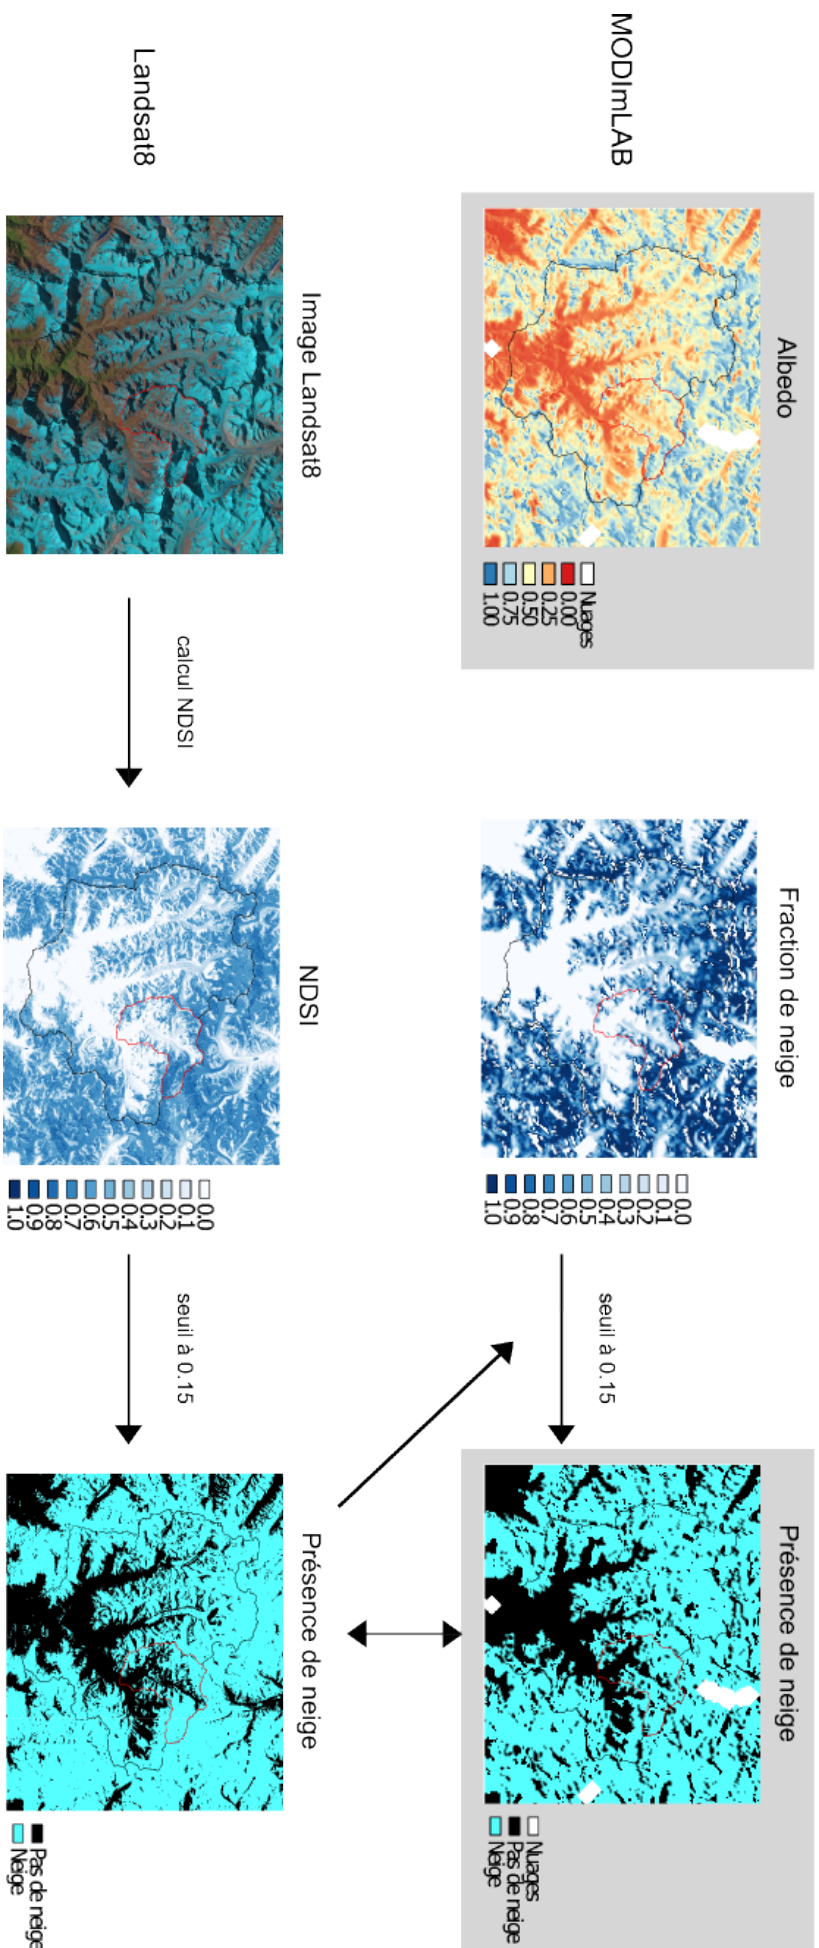 MODImLAB
Albedo
Nuages
0.00
0.25
0.50
0.75
1.00
Fraction de neige
0.0
0.1
0.2
0.3
0.4
0.5
0.6
0.7
0.8
0.9
1.0
seuil à 0.15
Présence de neige
Nuages
Pas de neige
Neige
Landsat8
Image Landsat8
calcul NDSI
NDSI
0.0
0.1
0.2
0.3
0.4
0.5
0.6
0.7
0.8
0.9
1.0
seuil à 0.15
Présence de neige
Pas de neige
Neige